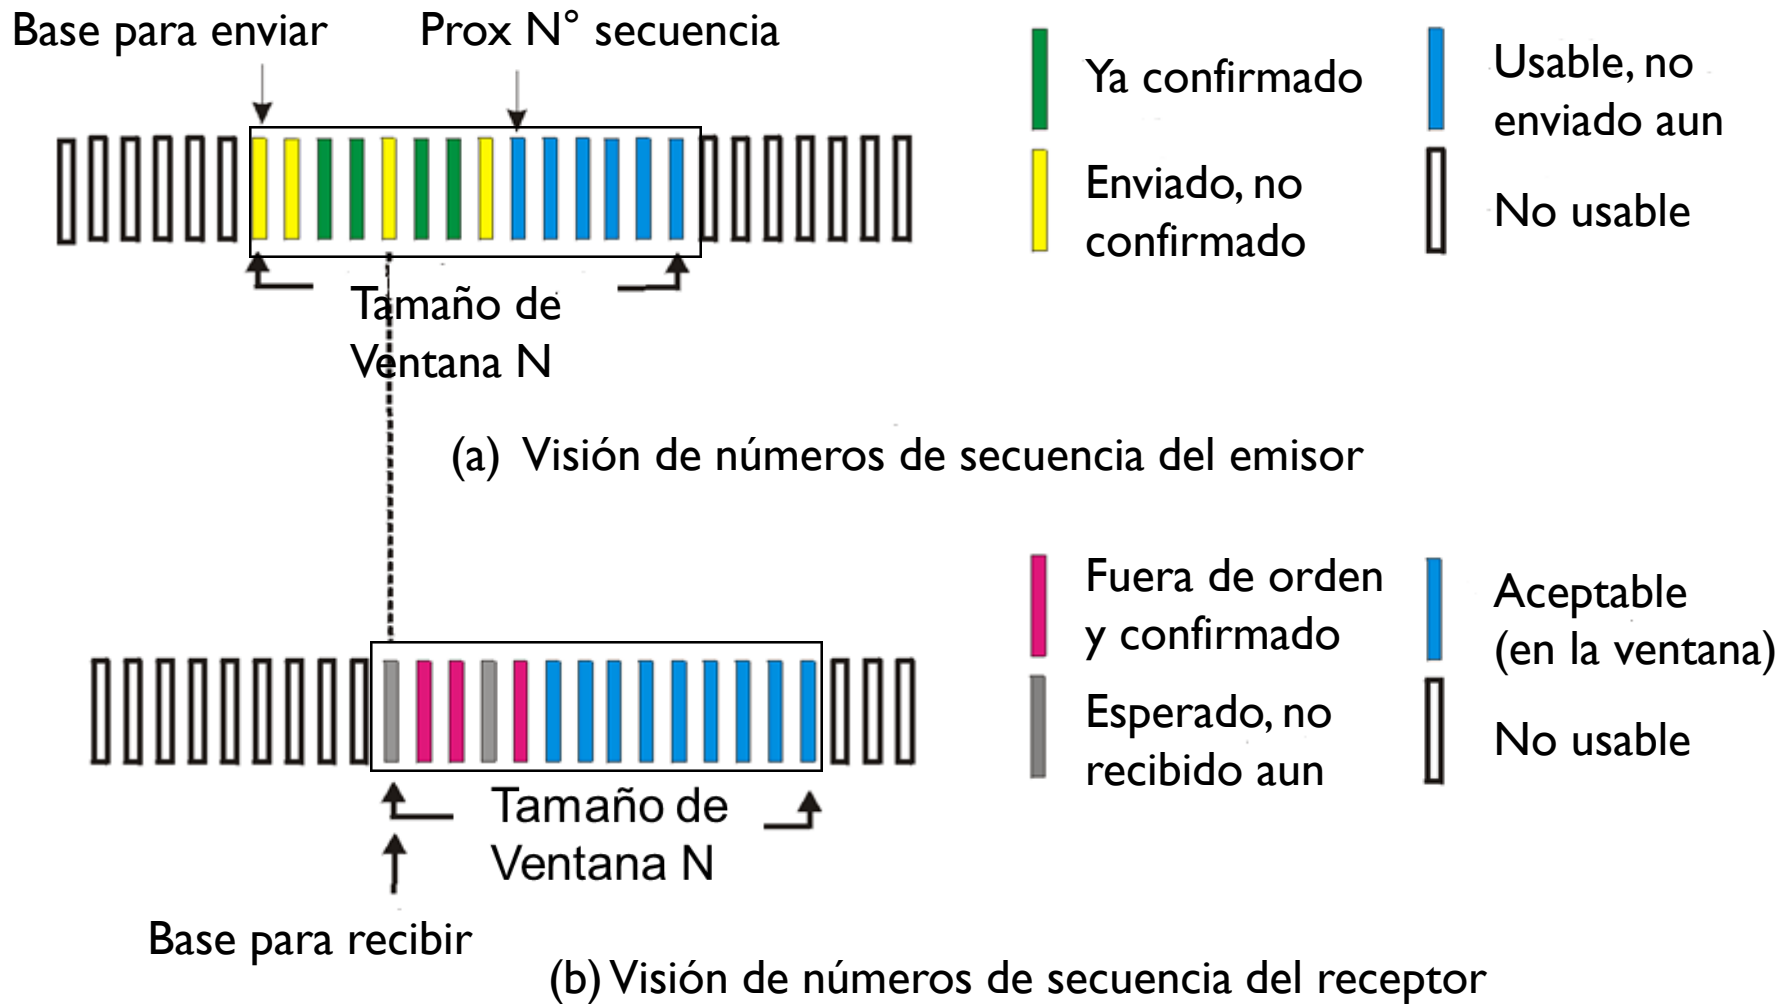 Base para enviar
Prox N° secuencia
Ya confirmado
Usable, no
enviado aun
Enviado, no
confirmado
No usable
Tamaño de
Ventana N
(a) Visión de números de secuencia del emisor
Fuera de orden
y confirmado
Aceptable
(en la ventana)
Esperado, no
recibido aun
No usable
Tamaño de
Ventana N
Base para recibir
(b) Visión de números de secuencia del receptor